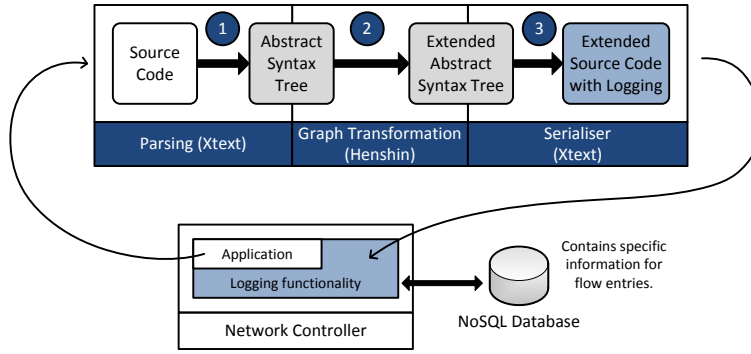 1
2
3
Source
Code
Abstract
Syntax
Tree
Extended
Abstract
Syntax Tree
Extended
Source Code
with Logging
Parsing (Xtext)
Graph Transformation
(Henshin)
Serialiser
(Xtext)
Application
Logging functionality
Network Controller
Contains specific
information for
flow entries.
NoSQL Database